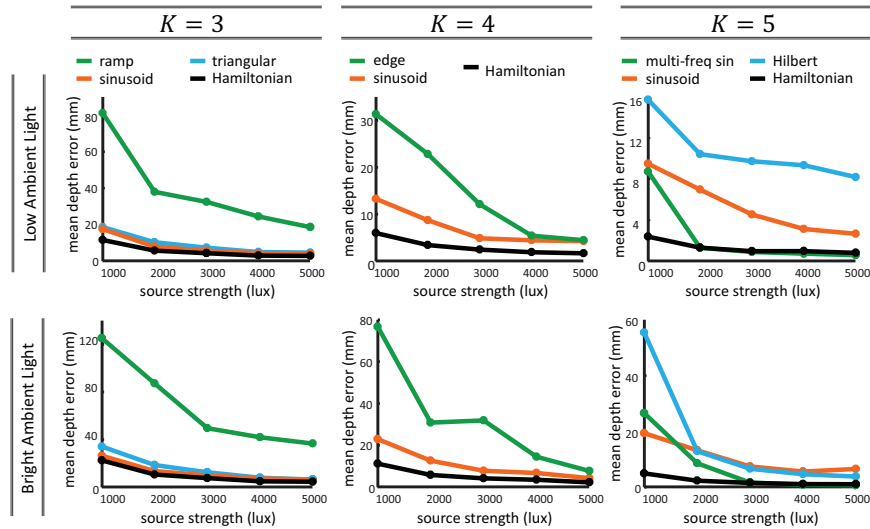 K = 3
K = 4
K = 5
Low Ambient Light
ramp
triangular
sinusoid
Hamiltonian
mean depth error (mm)
80
60
40
20
0
1000 2000 3000 4000 5000
source strength (lux)
edge
sinusoid
Hamiltonian
mean depth error (mm)
30
20
10
0
1000 2000 3000 4000 5000
source strength (lux)
multi-freq sin
Hilbert
sinusoid
Hamiltonian
mean depth error (mm)
16
12
8
4
0
1000 2000 3000 4000 5000
source strength (lux)
Bright Ambient Light
mean depth error (mm)
120
80
40
0
1000 2000 3000 4000 5000
source strength (lux)
mean depth error (mm)
80
60
40
20
0
1000 2000 3000 4000 5000
source strength (lux)
mean depth error (mm)
60
40
20
0
1000 2000 3000 4000 5000
source strength (lux)